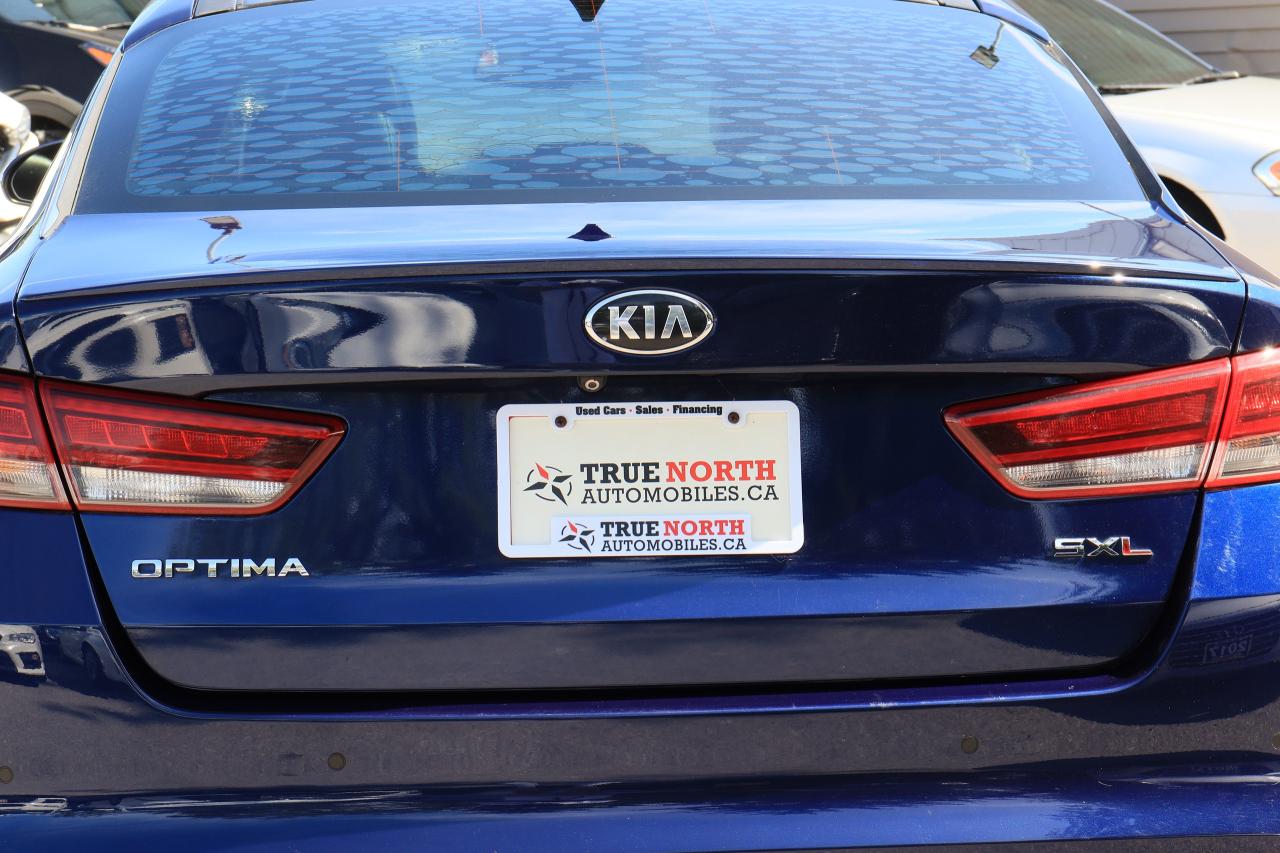 KIA
Used Cars · Sales · Financing
TRUE NORTH
AUTOMOBILES.CA
TRUE NORTH
AUTOMOBILES.CA
OPTIMA
SXL